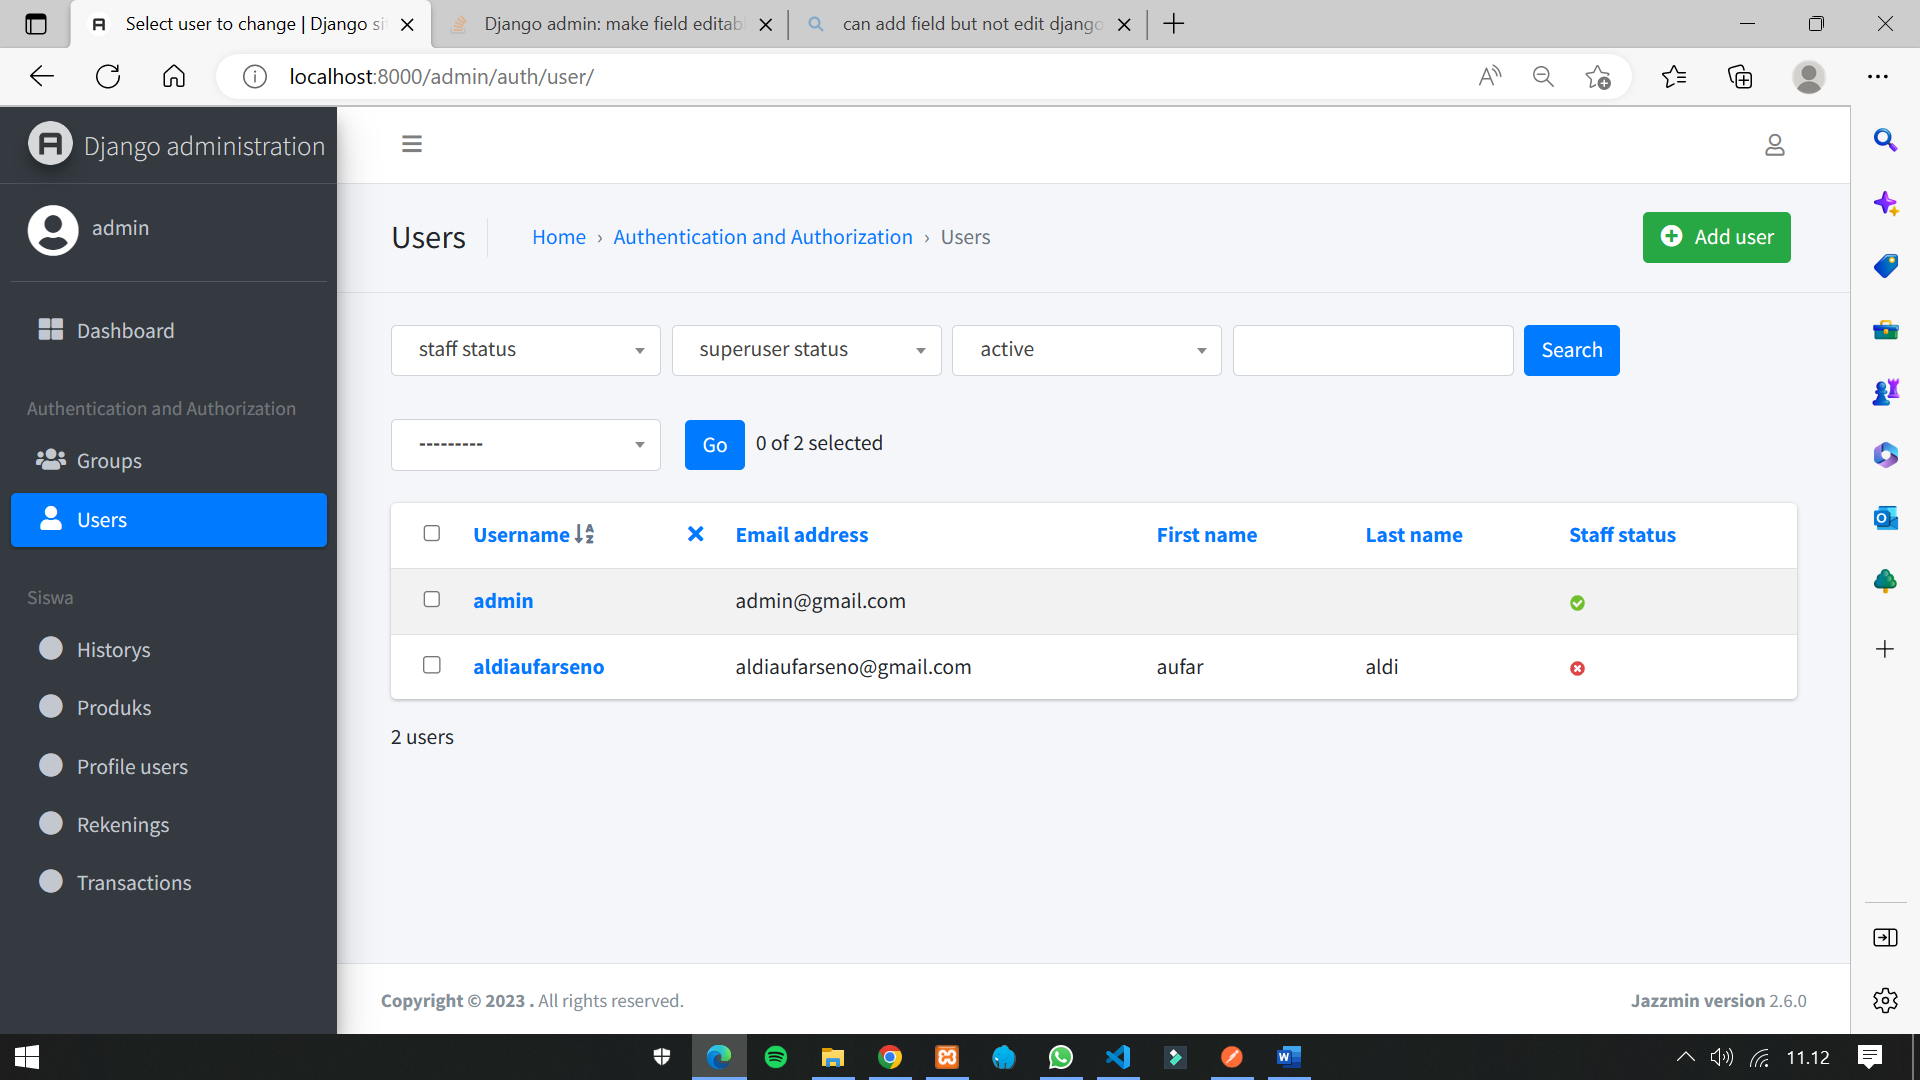 Select user to change | Django si
Django admin: make field editab
can add field but not edit django
localhost:8000/admin/auth/user/
Django administration
admin
Users
Home › Authentication and Authorization › Users
Add user
Dashboard
staff status
superuser status
active
Search
Authentication and Authorization
---------
Go
0 of 2 selected
Groups
Users
Username
Email address
First name
Last name
Staff status
admin
admin@gmail.com
aldiaufarseno
aldiaufarseno@gmail.com
aufar
aldi
2 users
Siswa
Historys
Produks
Profile users
Rekenings
Transactions
Copyright © 2023 . All rights reserved.
Jazzmin version 2.6.0
11.12